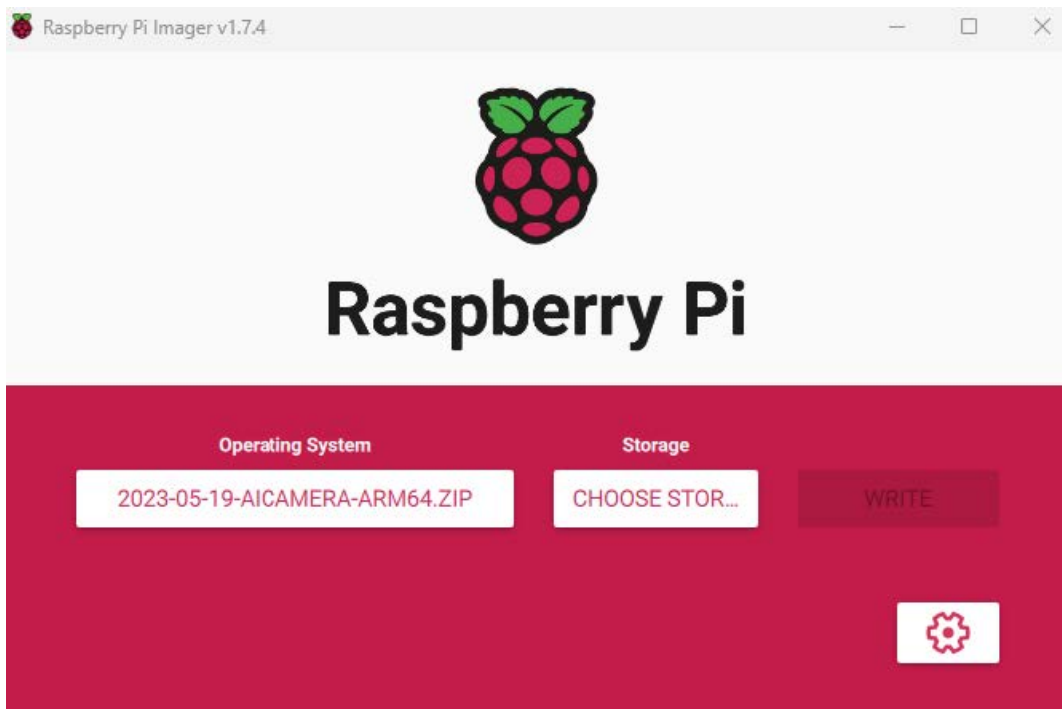 Raspberry Pi Imager v1.7.4
Raspberry Pi
Operating System
Storage
2023-05-19-AICAMERA-ARM64.ZIP
CHOOSE STOR...
WRITE